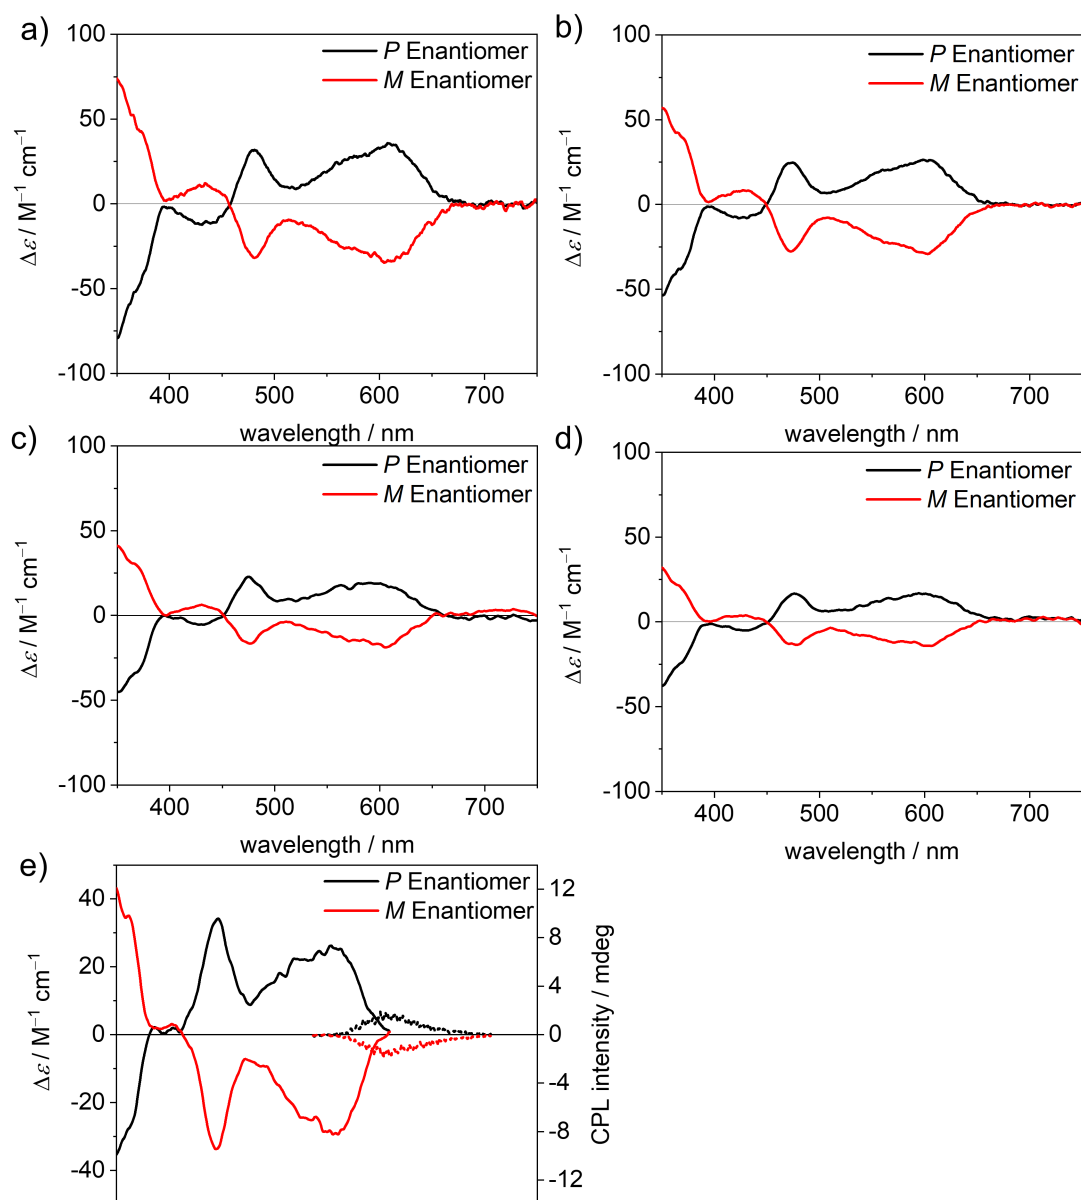 a)
P Enantiomer
M Enantiomer
100
50
0
-50
-100
Δε / M⁻¹ cm⁻¹
400 500 600 700
wavelength / nm
b)
P Enantiomer
M Enantiomer
100
50
0
-50
-100
Δε / M⁻¹ cm⁻¹
400 500 600 700
wavelength / nm
c)
P Enantiomer
M Enantiomer
100
50
0
-50
-100
Δε / M⁻¹ cm⁻¹
400 500 600 700
wavelength / nm
d)
P Enantiomer
M Enantiomer
100
50
0
-50
-100
Δε / M⁻¹ cm⁻¹
400 500 600 700
wavelength / nm
e)
P Enantiomer
M Enantiomer
40
20
0
-20
-40
Δε / M⁻¹ cm⁻¹
12
8
4
0
-4
-8
-12
CPL intensity / mdeg